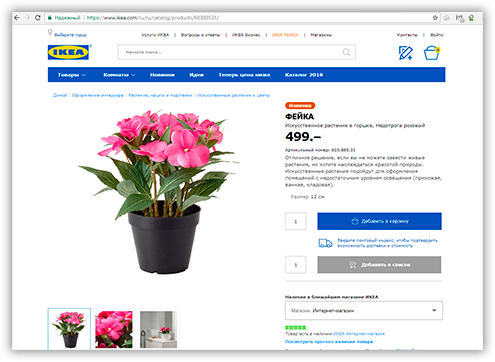 Надежный https://www.ikea.com/ru/ru/catalog/products/60380531/
Выберите город
Услуги IKEA Вопросы и ответы IKEA Бизнес IKEA FAMILY Магазины Контакты Войти
IKEA
Поиск...
Товары Комнаты Новинки Идеи Теперь цена ниже Каталог 2018
Домой Оформление интерьера Растения, кашпо и подставки Искусственные растения и цветы
Новинка
ФЕЙКА
Искусственное растение в горшке, Недотрога розовый
499.–
Артикульный номер: 603.805.31
Отличное решение, если вы не можете завести живые
растения, но хотите наслаждаться красотой природы.
Искусственные растения подойдут для оформления
помещений с недостаточным уровнем освещения (прихожая,
ванная, кладовая).
Размер 12 см
1 Добавить в корзину
Введите почтовый индекс, чтобы подтвердить
возможность доставки и стоимость
1 Добавить в список
Наличие в ближайшем магазине ИКЕА
Магазин: Интернет-магазин
Товар есть в наличии ИКЕА Интернет-магазин
Посмотреть прогноз наличия товара